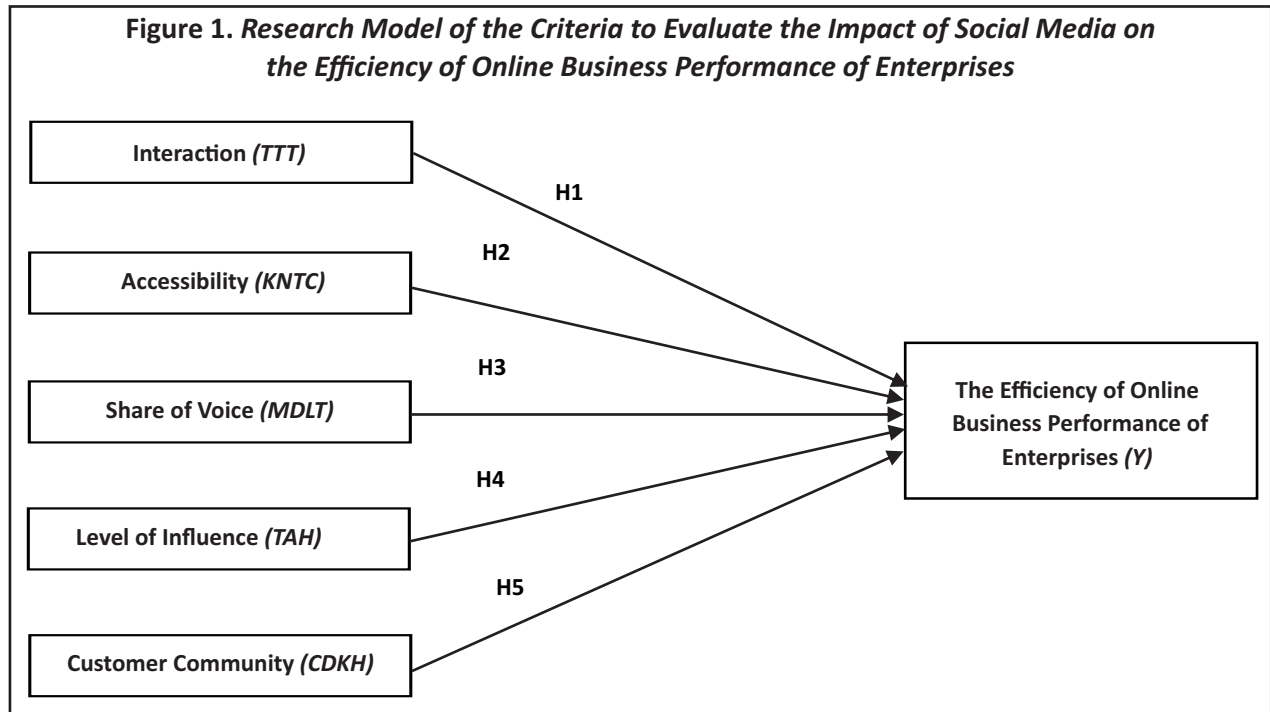 Figure 1. Research Model of the Criteria to Evaluate the Impact of Social Media on
the Efficiency of Online Business Performance of Enterprises
Interaction (TTT)
H1
H2
Accessibility (KNTC)
H3
Share of Voice (MDLT)
The Efficiency of Online
Business Performance of
Enterprises (Y)
H4
Level of Influence (TAH)
H5
Customer Community (CDKH)